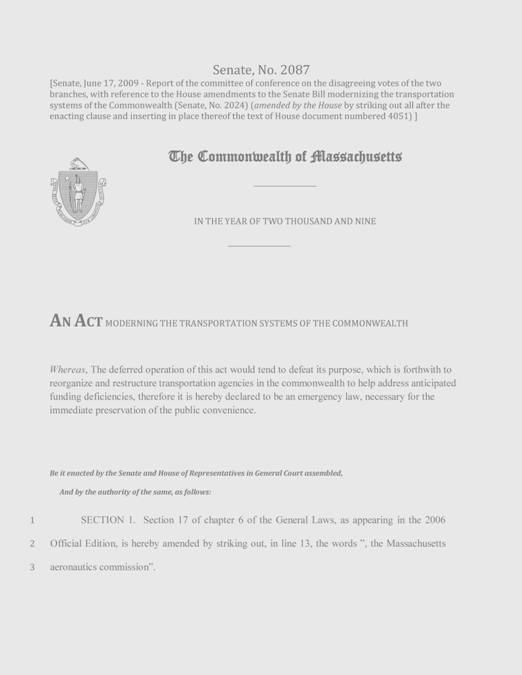 Senate, No. 2087
[Senate, June 17, 2009 - Report of the committee of conference on the disagreeing votes of the two
branches, with reference to the House amendments to the Senate Bill modernizing the transportation
systems of the Commonwealth (Senate, No. 2024) (amended by the House by striking out all after the
enacting clause and inserting in place thereof the text of House document numbered 4051) ]
The Commonwealth of Massachusetts
IN THE YEAR OF TWO THOUSAND AND NINE
AN ACT MODERNING THE TRANSPORTATION SYSTEMS OF THE COMMONWEALTH
Whereas, The deferred operation of this act would tend to defeat its purpose, which is forthwith to
reorganize and restructure transportation agencies in the commonwealth to help address anticipated
funding deficiencies, therefore it is hereby declared to be an emergency law, necessary for the
immediate preservation of the public convenience.
Be it enacted by the Senate and House of Representatives in General Court assembled,
And by the authority of the same, as follows:
1 SECTION 1. Section 17 of chapter 6 of the General Laws, as appearing in the 2006
2 Official Edition, is hereby amended by striking out, in line 13, the words ”, the Massachusetts
3 aeronautics commission”.